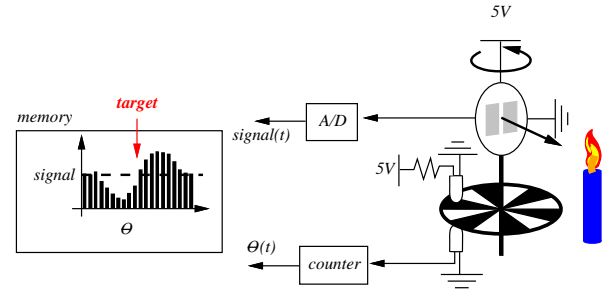 5V
target
memory
A/D
signal(t)
signal
5V
Θ
Θ(t)
counter